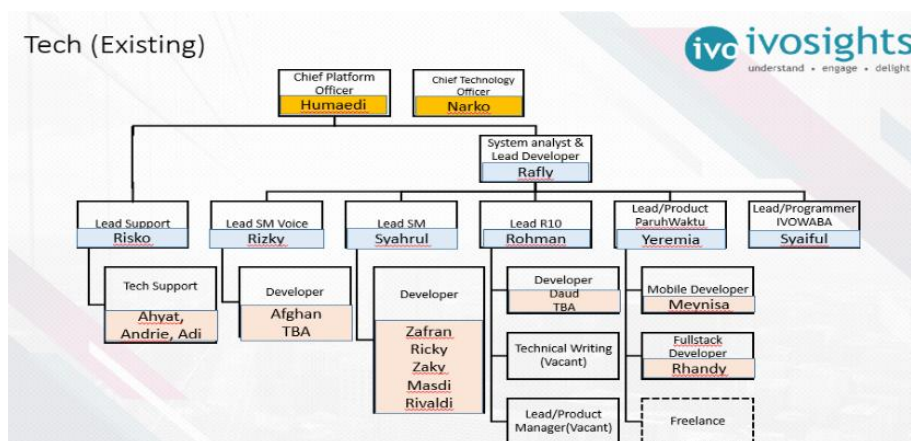 Tech (Existing)
ivo ivosights
understand • engage • delight
Chief Platform
Officer
Humaedi
Chief Technology
Officer
Narko
System analyst &
Lead Developer
Rafly
Lead Support
Risko
Lead SM Voice
Rizky
Lead SM
Syahrul
Lead R10
Rohman
Lead/Product
ParuhWaktu
Yeremia
Lead/Programmer
IVOWABA
Syaiful
Tech Support
Ahyat,
Andrie, Adi
Developer
Afghan
TBA
Developer
Zafran
Ricky
Zaky
Masdi
Rivaldi
Developer
Daud
TBA
Technical Writing
(Vacant)
Lead/Product
Manager(Vacant)
Mobile Developer
Meynisa
Fullstack
Developer
Rhandy
Freelance